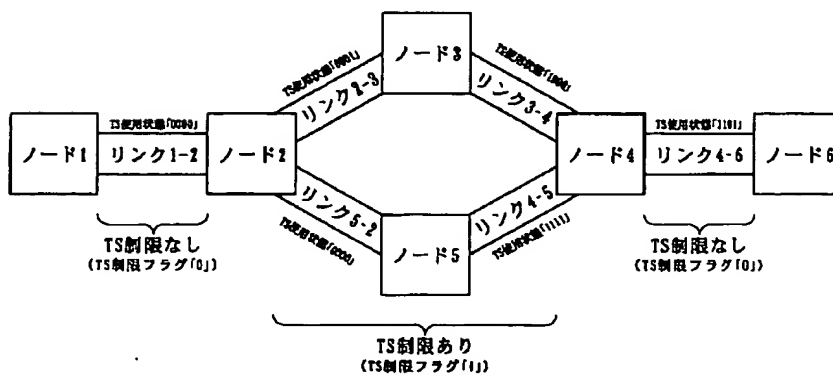 ノード3
リンク2-3
リンク3-4
TS使用状態「0000」
ノード1
リンク1-2
ノード2
ノード4
リンク4-6
ノード6
リンク5-2
リンク4-5
TS使用状態「1111」
ノード5
TS制限なし
(TS制限フラグ「0」)
TS制限なし
(TS制限フラグ「0」)
TS制限あり
(TS制限フラグ「1」)